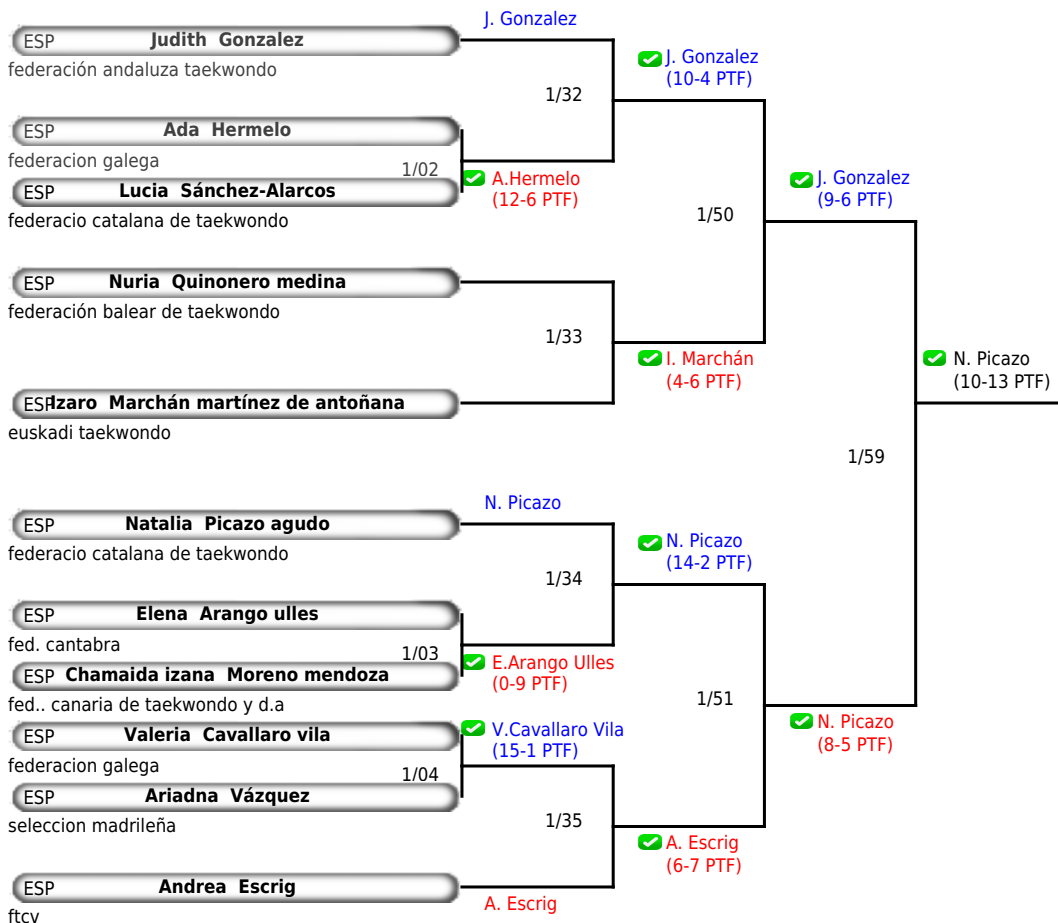 J. Gonzalez
ESP Judith Gonzalez
federación andaluza taekwondo
J. Gonzalez
(10-4 PTF)
1/32
ESP Ada Hermelo
federacion galega
1/02
A.Hermelo
(12-6 PTF)
ESP Lucia Sánchez-Alarcos
federacio catalana de taekwondo
J. Gonzalez
(9-6 PTF)
1/50
ESP Nuria Quinonero medina
federación balear de taekwondo
1/33
I. Marchán
(4-6 PTF)
ESP Izaro Marchán martínez de antoñana
euskadi taekwondo
N. Picazo
(10-13 PTF)
1/59
N. Picazo
ESP Natalia Picazo agudo
federacio catalana de taekwondo
N. Picazo
(14-2 PTF)
1/34
ESP Elena Arango ulles
fed. cantabra
1/03
E.Arango Ulles
(0-9 PTF)
ESP Chamaida izana Moreno mendoza
fed.. canaria de taekwondo y d.a
1/51
N. Picazo
(8-5 PTF)
ESP Valeria Cavallaro vila
federacion galega
V.Cavallaro Vila
(15-1 PTF)
1/04
ESP Ariadna Vázquez
seleccion madrileña
1/35
A. Escrig
(6-7 PTF)
ESP Andrea Escrig
ftcv
A. Escrig